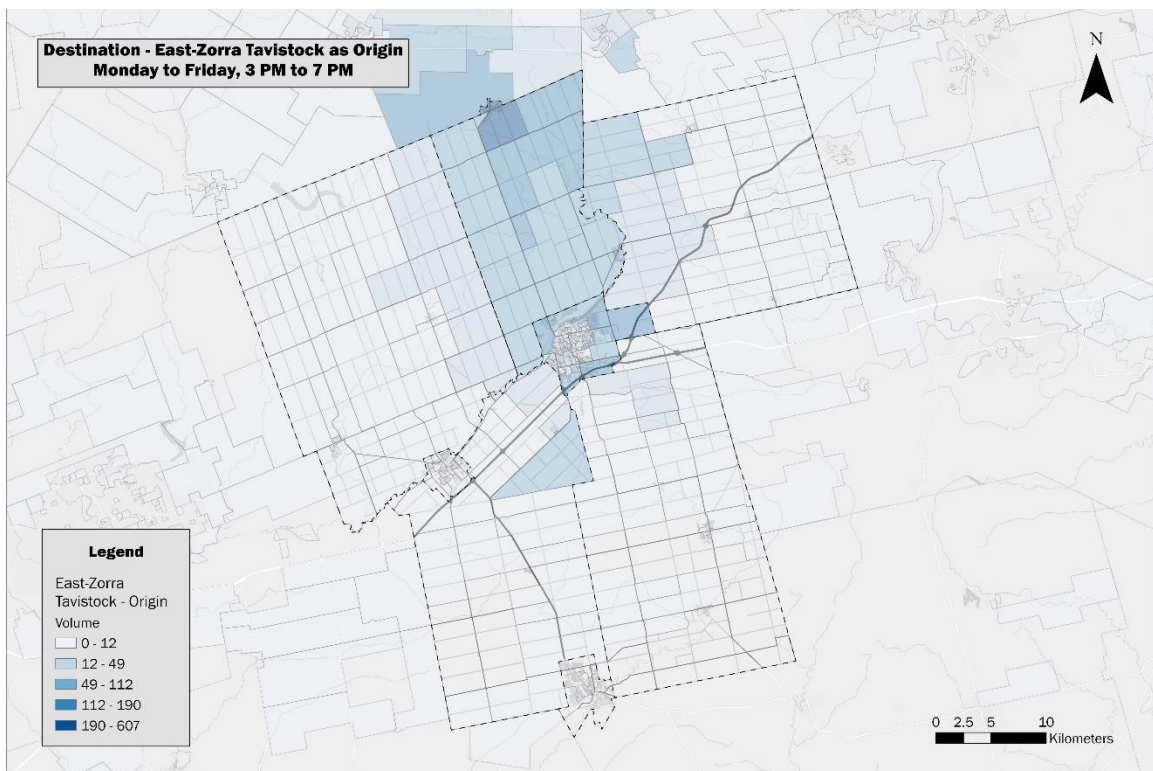 Destination - East-Zorra Tavistock as Origin
Monday to Friday, 3 PM to 7 PM
N
Legend
East-Zorra
Tavistock - Origin
Volume
0 - 12
12 - 49
49 - 112
112 - 190
190 - 607
0 2.5 5 10
Kilometers